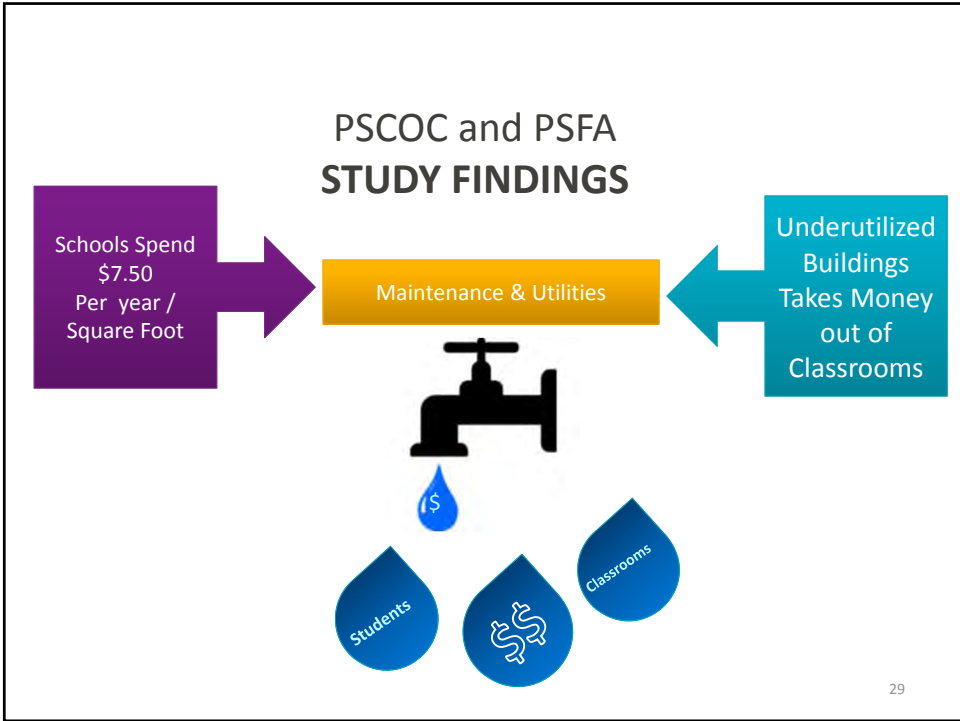 PSCOC and PSFA
STUDY FINDINGS
Schools Spend
$7.50
Per year /
Square Foot
Maintenance & Utilities
Underutilized
Buildings
Takes Money
out of
Classrooms
$
Students
$$
Classrooms
29